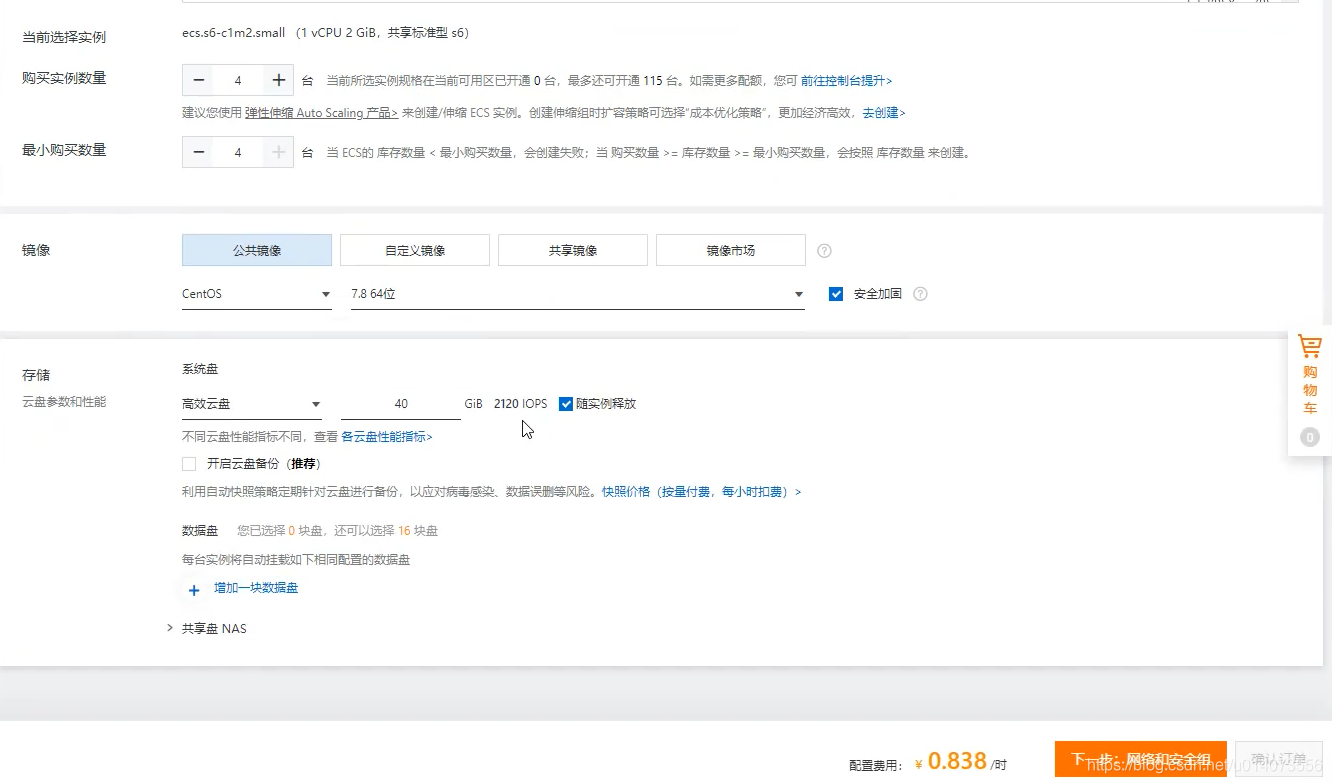 当前选择实例
ecs.s6-c1m2.small （1 vCPU 2 GiB，共享标准型 s6）
购买实例数量
4 台 当前所选实例规格在当前可用区已开通 0 台，最多还可开通 115 台。如需更多配额，您可 前往控制台提升>
建议您使用 弹性伸缩 Auto Scaling 产品> 来创建/伸缩 ECS 实例。创建伸缩组时扩容策略可选择“成本优化策略”，更加经济高效，去创建>
最小购买数量
4 台 当 ECS的 库存数量 < 最小购买数量，会创建失败；当 购买数量 >= 库存数量 >= 最小购买数量，会按照 库存数量 来创建。
镜像
公共镜像 自定义镜像 共享镜像 镜像市场 ?
CentOS 7.8 64位 安全加固 ?
存储
云盘参数和性能
系统盘
高效云盘 40 GiB 2120 IOPS 随实例释放
不同云盘性能指标不同，查看 各云盘性能指标>
开启云盘备份（推荐）
利用自动快照策略定期针对云盘进行备份，以应对病毒感染、数据误删等风险。快照价格（按量付费，每小时扣费）>
数据盘 您已选择 0 块盘，还可以选择 16 块盘
每台实例将自动挂载如下相同配置的数据盘
+ 增加一块数据盘
> 共享盘 NAS
购物车
0
配置费用： ¥ 0.838 /时
下一步：网络和安全组
确认订单